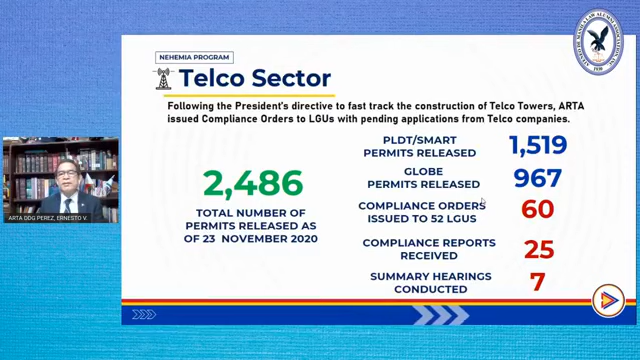 NEHEMIA PROGRAM
Telco Sector
Following the President's directive to fast track the construction of Telco Towers, ARTA
issued Compliance Orders to LGUs with pending applications from Telco companies.
2,486
TOTAL NUMBER OF
PERMITS RELEASED AS
OF 23 NOVEMBER 2020
PLDT/SMART
PERMITS RELEASED
1,519
GLOBE
PERMITS RELEASED
967
COMPLIANCE ORDERS
ISSUED TO 52 LGUS
60
COMPLIANCE REPORTS
RECEIVED
25
SUMMARY HEARINGS
CONDUCTED
7
ARTA DDG PEREZ, ERNESTO V.